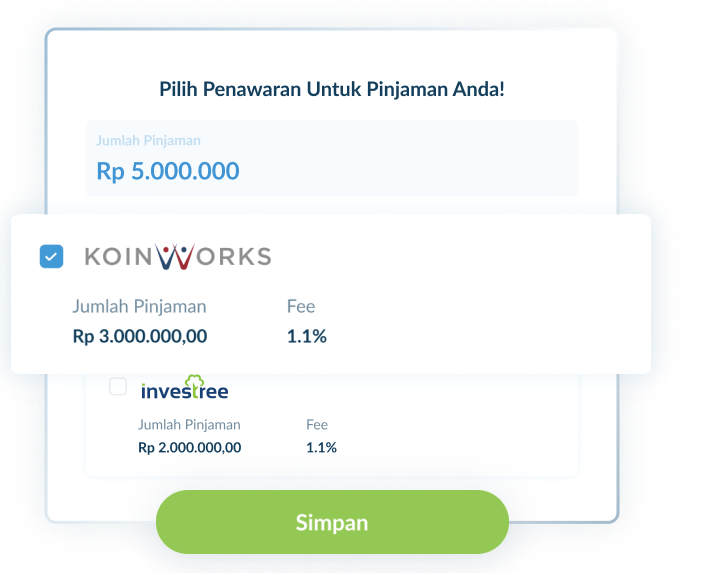 Pilih Penawaran Untuk Pinjaman Anda!
Jumlah Pinjaman
Rp 5.000.000
KOINWORKS
Jumlah Pinjaman Fee
Rp 3.000.000,00 1.1%
investree
Jumlah Pinjaman Fee
Rp 2.000.000,00 1.1%
Simpan